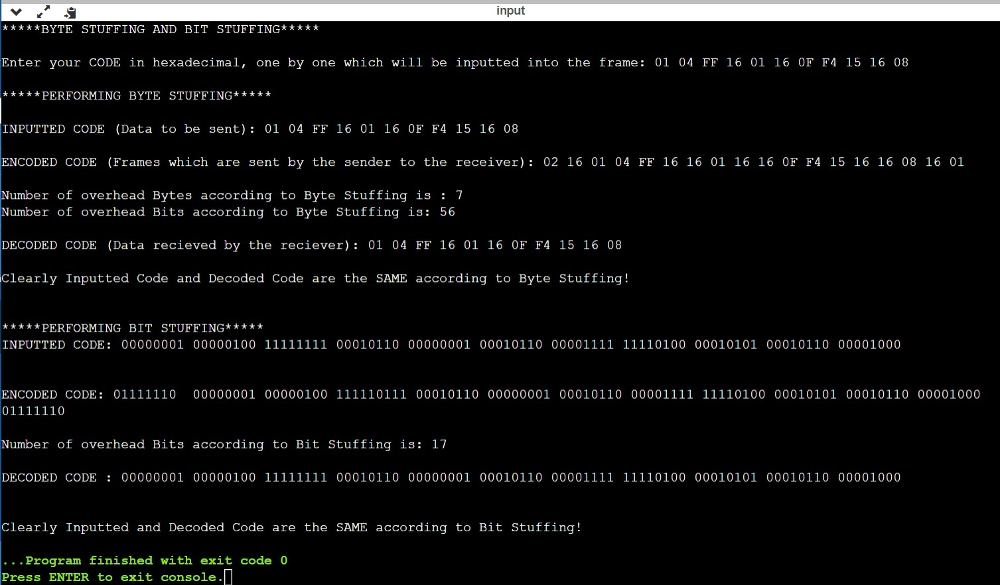 input
*****BYTE STUFFING AND BIT STUFFING*****
Enter your CODE in hexadecimal, one by one which will be inputted into the frame: 01 04 FF 16 01 16 0F F4 15 16 08
*****PERFORMING BYTE STUFFING*****
INPUTTED CODE (Data to be sent): 01 04 FF 16 01 16 0F F4 15 16 08
ENCODED CODE (Frames which are sent by the sender to the receiver): 02 16 01 04 FF 16 16 01 16 16 0F F4 15 16 16 08 16 01
Number of overhead Bytes according to Byte Stuffing is : 7
Number of overhead Bits according to Byte Stuffing is: 56
DECODED CODE (Data recieved by the reciever): 01 04 FF 16 01 16 0F F4 15 16 08
Clearly Inputted Code and Decoded Code are the SAME according to Byte Stuffing!
*****PERFORMING BIT STUFFING*****
INPUTTED CODE: 00000001 00000100 11111111 00010110 00000001 00010110 00001111 11110100 00010101 00010110 00001000
ENCODED CODE: 01111110  00000001 00000100 111110111 00010110 00000001 00010110 00001111 11110100 00010101 00010110 00001000
01111110
Number of overhead Bits according to Bit Stuffing is: 17
DECODED CODE : 00000001 00000100 11111111 00010110 00000001 00010110 00001111 11110100 00010101 00010110 00001000
Clearly Inputted and Decoded Code are the SAME according to Bit Stuffing!
...Program finished with exit code 0
Press ENTER to exit console.